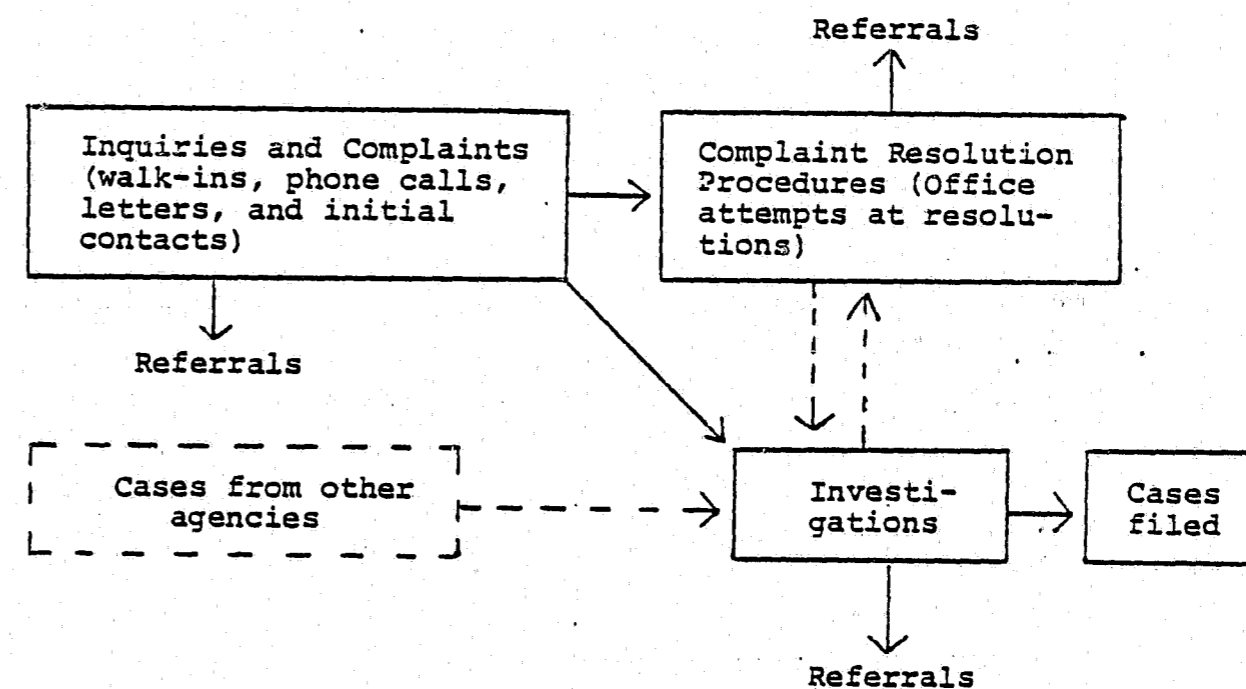 Referrals
Inquiries and Complaints
(walk-ins, phone calls,
letters, and initial
contacts)
Complaint Resolution
Procedures (Office
attempts at resolu-
tions)
Referrals
Cases from other
agencies
Investi-
gations
Cases
filed
Referrals